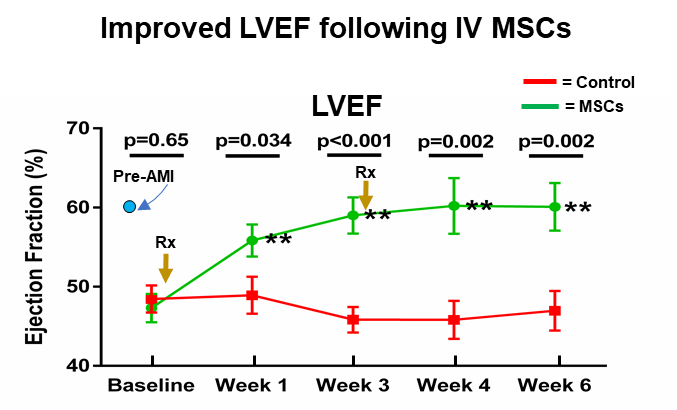 Improved LVEF following IV MSCs
= Control
= MSCs
LVEF
p=0.65 p=0.034 p<0.001 p=0.002 p=0.002
Pre-AMI
Rx
Rx
** ** ** **
Ejection Fraction (%)
70
60
50
40
Baseline Week 1 Week 3 Week 4 Week 6